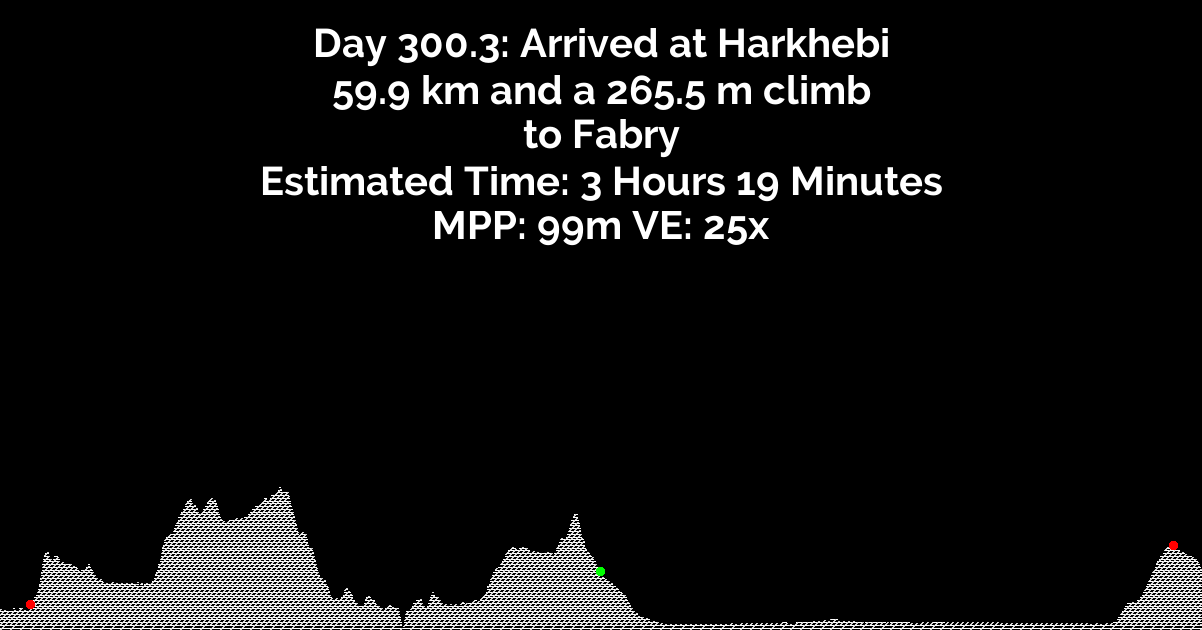 Day 300.3: Arrived at Harkhebi
59.9 km and a 265.5 m climb
to Fabry
Estimated Time: 3 Hours 19 Minutes
MPP: 99m VE: 25x